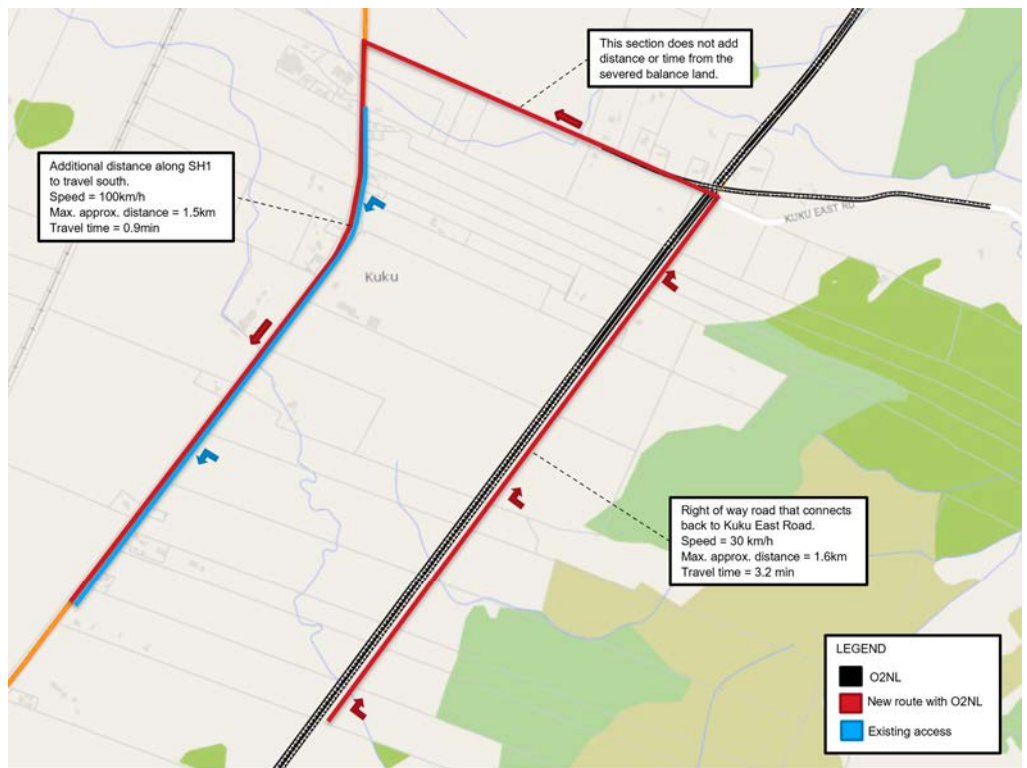 This section does not add
distance or time from the
severed balance land.
Additional distance along SH1
to travel south.
Speed = 100km/h
Max. approx. distance = 1.5km
Travel time = 0.9min
KUKU EAST RD
Kuku
Right of way road that connects
back to Kuku East Road.
Speed = 30 km/h
Max. approx. distance = 1.6km
Travel time = 3.2 min
LEGEND
O2NL
New route with O2NL
Existing access